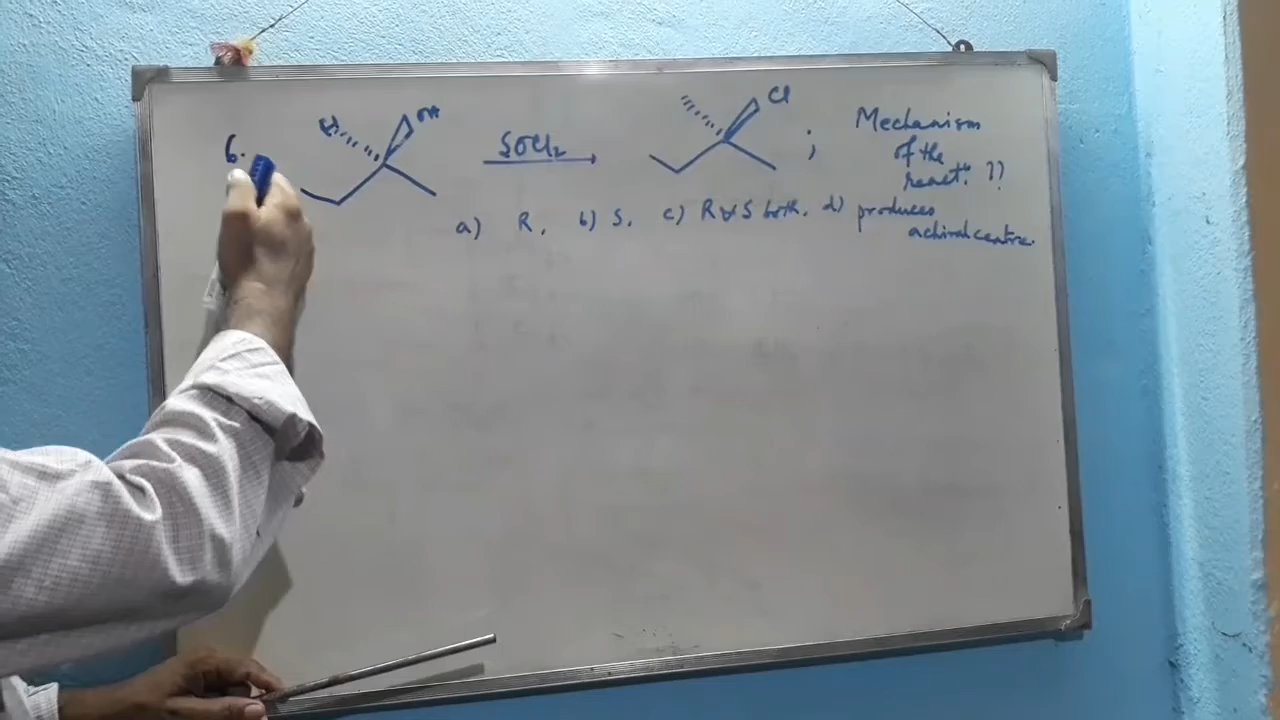 6.
OH
SOCl₂
Cl
;
Mechanism
of the
react. ??
a) R, b) S, c) R & S both, d) produces
achiral centre.